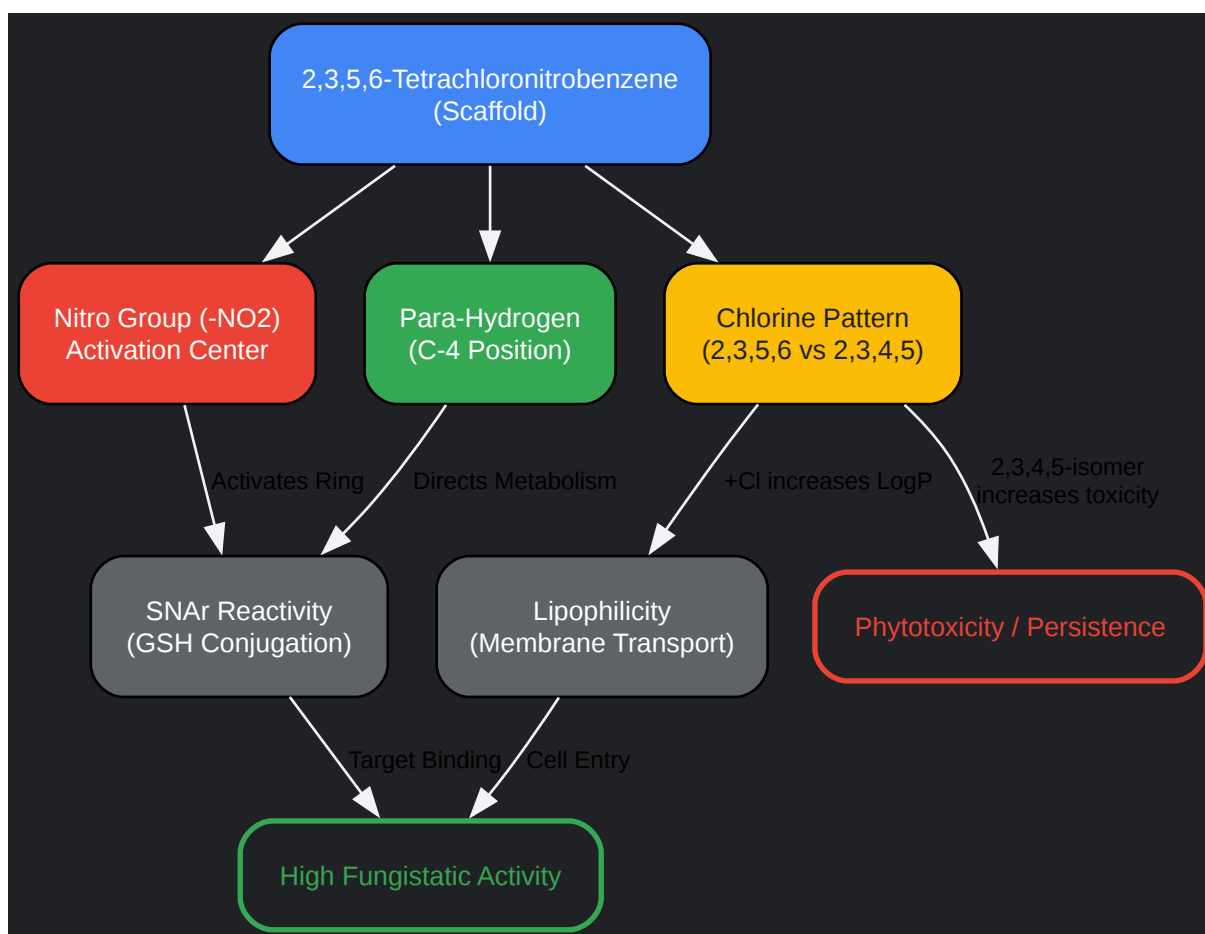 2,3,5,6-Tetrachloronitrobenzene
(Scaffold)
Nitro Group (-NO2)
Activation Center
Para-Hydrogen
(C-4 Position)
Chlorine Pattern
(2,3,5,6 vs 2,3,4,5)
Activates Ring
Directs Metabolism
+Cl increases LogP
2,3,4,5-isomer
increases toxicity
SNAr Reactivity
(GSH Conjugation)
Lipophilicity
(Membrane Transport)
Phytotoxicity / Persistence
Target Binding
Cell Entry
High Fungistatic Activity